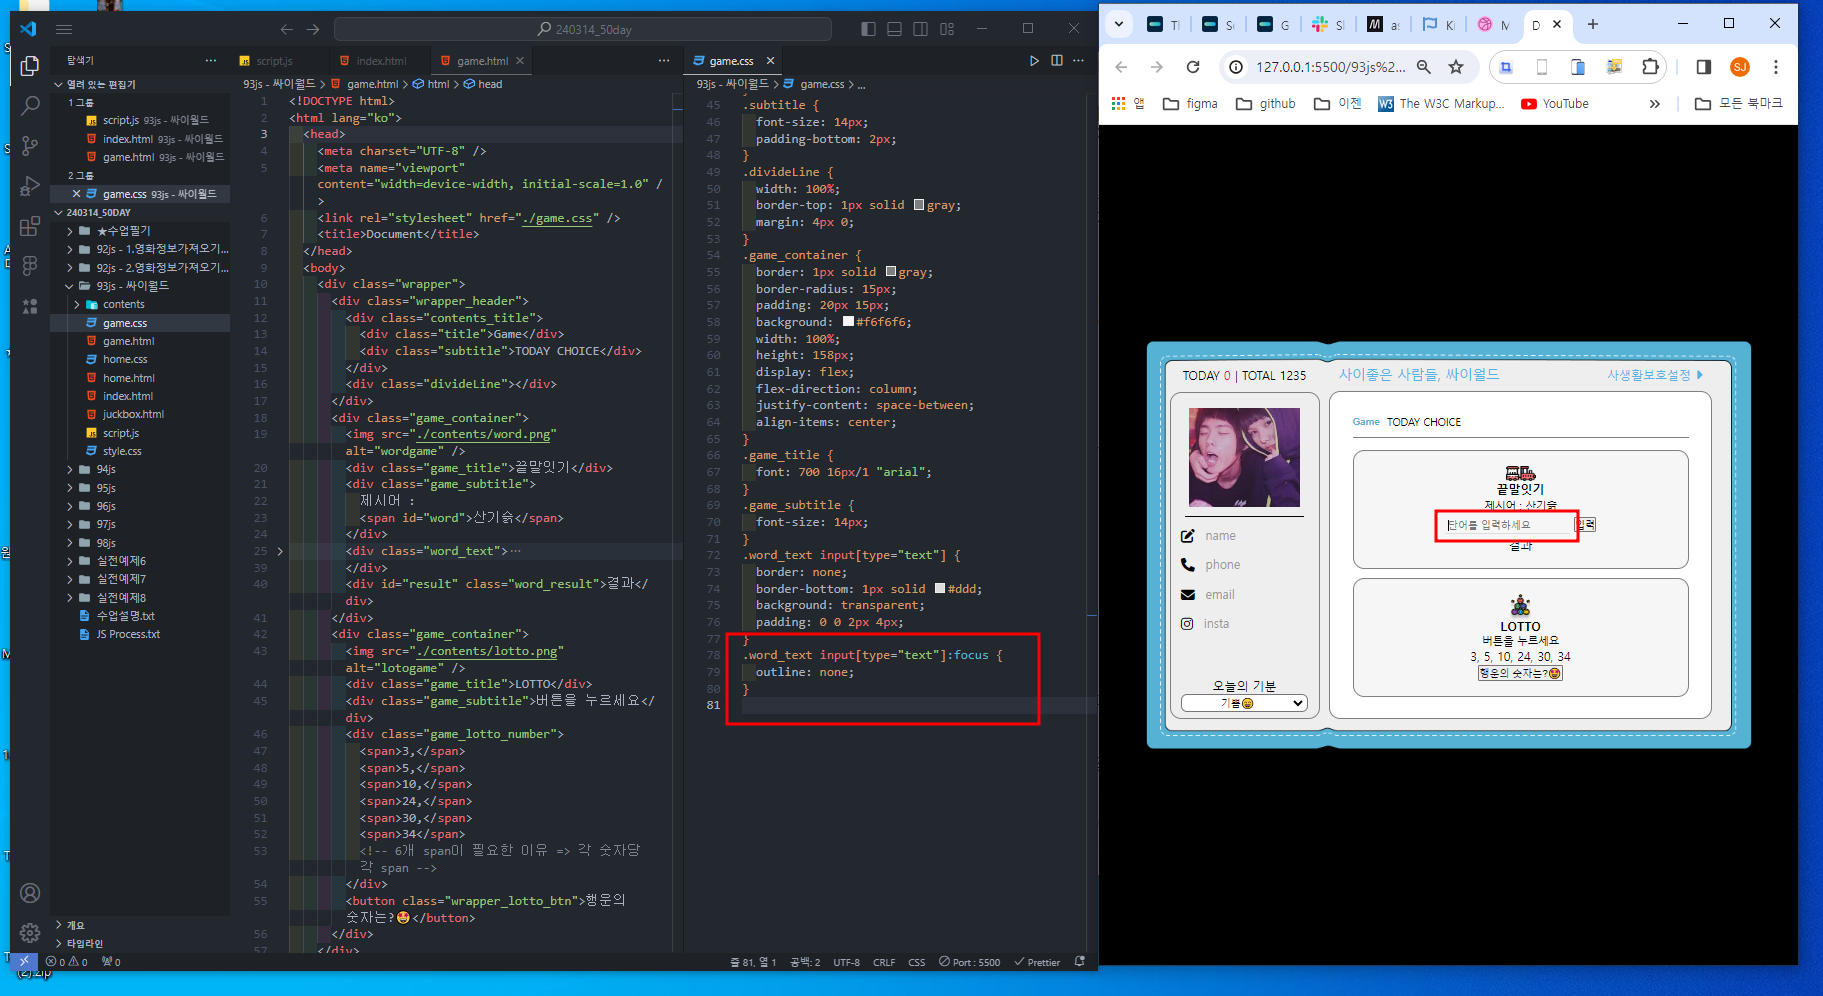 240314_50day
탐색기
열려 있는 편집기
1 그룹
script.js 93js - 싸이월드
index.html 93js - 싸이월드
game.html 93js - 싸이월드
2 그룹
game.css 93js - 싸이월드
240314_50DAY
★수업필기
92js - 1.영화정보가져오기...
92js - 2.영화정보가져오기...
93js - 싸이월드
contents
game.css
game.html
home.css
home.html
index.html
juckbox.html
script.js
style.css
94js
95js
96js
97js
98js
실전예제6
실전예제7
실전예제8
수업설명.txt
JS Process.txt
개요
타임라인
script.js
index.html
game.html
93js - 싸이월드 > game.html > html > head
1 <!DOCTYPE html>
2 <html lang="ko">
3 <head>
4 <meta charset="UTF-8" />
5 <meta name="viewport"
content="width=device-width, initial-scale=1.0" /
>
6 <link rel="stylesheet" href="./game.css" />
7 <title>Document</title>
8 </head>
9 <body>
10 <div class="wrapper">
11 <div class="wrapper_header">
12 <div class="contents_title">
13 <div class="title">Game</div>
14 <div class="subtitle">TODAY CHOICE</div>
15 </div>
16 <div class="divideLine"></div>
17 </div>
18 <div class="game_container">
19 <img src="./contents/word.png"
alt="wordgame" />
20 <div class="game_title">끝말잇기</div>
21 <div class="game_subtitle">
22 제시어 :
23 <span id="word">산기슭</span>
24 </div>
25 <div class="word_text">…
39 </div>
40 <div id="result" class="word_result">결과</
div>
41 </div>
42 <div class="game_container">
43 <img src="./contents/lotto.png"
alt="lotogame" />
44 <div class="game_title">LOTTO</div>
45 <div class="game_subtitle">버튼을 누르세요</
div>
46 <div class="game_lotto_number">
47 <span>3,</span>
48 <span>5,</span>
49 <span>10,</span>
50 <span>24,</span>
51 <span>30,</span>
52 <span>34</span>
53 <!-- 6개 span이 필요한 이유 => 각 숫자당
각 span -->
54 </div>
55 <button class="wrapper_lotto_btn">행운의
숫자는?🤩</button>
56 </div>
57 </div>
game.css
93js - 싸이월드 > game.css > ...
45 .subtitle {
46 font-size: 14px;
47 padding-bottom: 2px;
48 }
49 .divideLine {
50 width: 100%;
51 border-top: 1px solid gray;
52 margin: 4px 0;
53 }
54 .game_container {
55 border: 1px solid gray;
56 border-radius: 15px;
57 padding: 20px 15px;
58 background: #f6f6f6;
59 width: 100%;
60 height: 158px;
61 display: flex;
62 flex-direction: column;
63 justify-content: space-between;
64 align-items: center;
65 }
66 .game_title {
67 font: 700 16px/1 "arial";
68 }
69 .game_subtitle {
70 font-size: 14px;
71 }
72 .word_text input[type="text"] {
73 border: none;
74 border-bottom: 1px solid #ddd;
75 background: transparent;
76 padding: 0 0 2px 4px;
77 }
78 .word_text input[type="text"]:focus {
79 outline: none;
80 }
81
0 0 0
줄 81, 열 1 공백: 2 UTF-8 CRLF CSS Port : 5500 Prettier
127.0.0.1:5500/93js%2...
SJ
앱 figma github 이젠 The W3C Markup... YouTube » 모든 북마크
TODAY 0 | TOTAL 1235
사이좋은 사람들, 싸이월드
사생활보호설정
name
phone
email
insta
오늘의 기분
기쁨😀
Game TODAY CHOICE
끝말잇기
제시어 : 산기슭
단어를 입력하세요 입력
결과
LOTTO
버튼을 누르세요
3, 5, 10, 24, 30, 34
행운의 숫자는?🤩